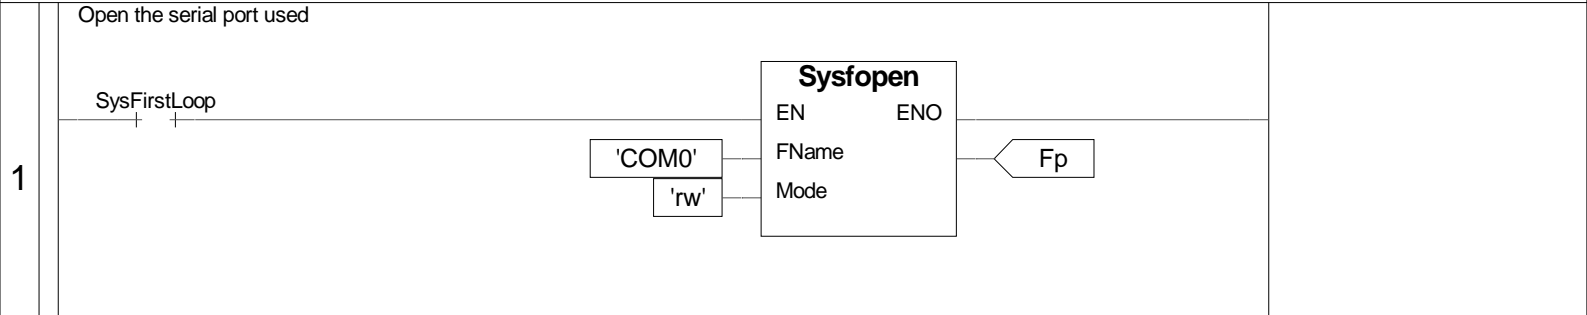 Open the serial port used
Sysfopen
SysFirstLoop
EN ENO
'COM0' FName Fp
1
'rw' Mode